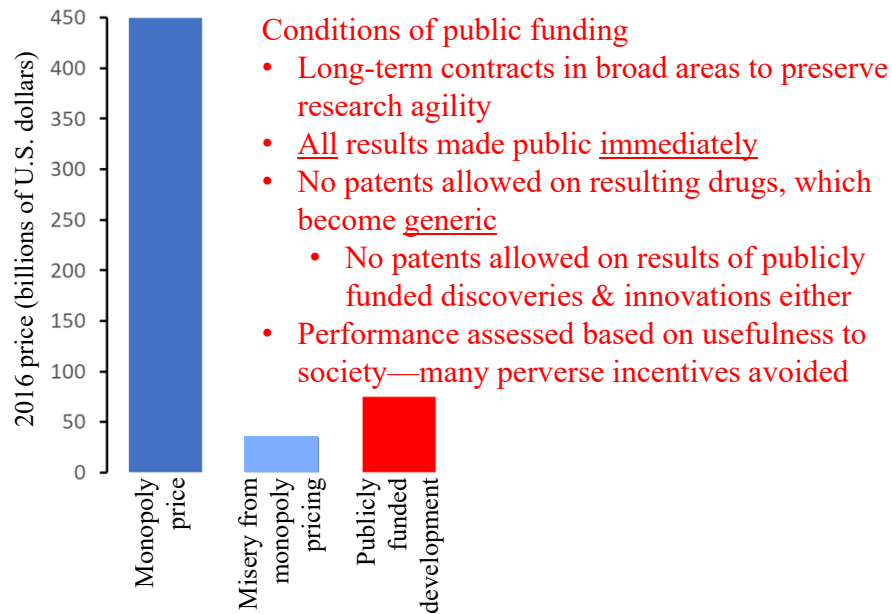 Conditions of public funding
• Long-term contracts in broad areas to preserve
research agility
• All results made public immediately
• No patents allowed on resulting drugs, which
become generic
• No patents allowed on results of publicly
funded discoveries & innovations either
• Performance assessed based on usefulness to
society—many perverse incentives avoided
2016 price (billions of U.S. dollars)
450
400
350
300
250
200
150
100
50
0
Monopoly
price
Misery from
monopoly
pricing
Publicly
funded
development